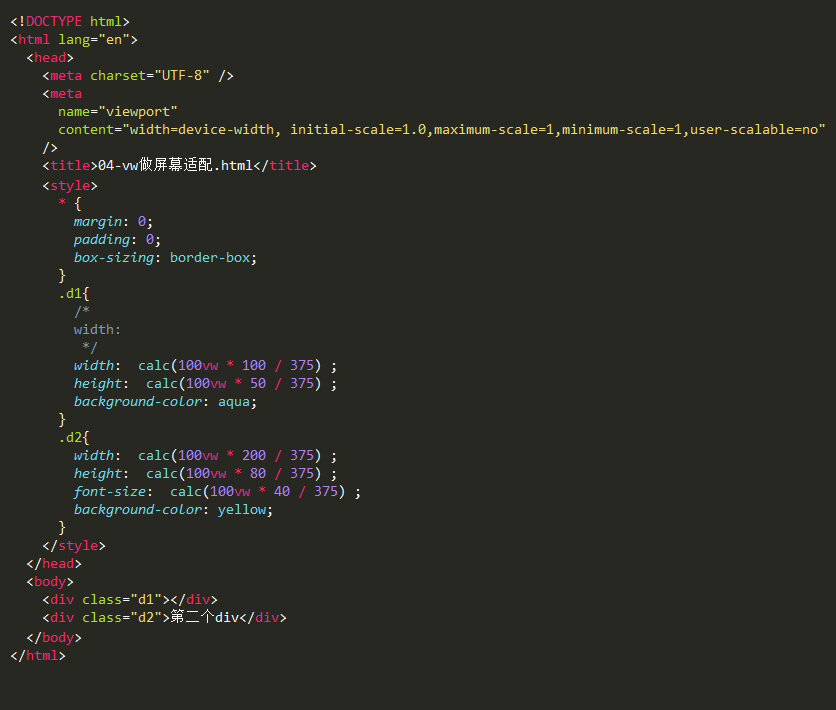 <!DOCTYPE html>
<html lang="en">
  <head>
    <meta charset="UTF-8" />
    <meta
      name="viewport"
      content="width=device-width, initial-scale=1.0,maximum-scale=1,minimum-scale=1,user-scalable=no"
    />
    <title>04-vw做屏幕适配.html</title>
    <style>
      * {
        margin: 0;
        padding: 0;
        box-sizing: border-box;
      }
      .d1{
        /*
        width:
         */
        width:  calc(100vw * 100 / 375) ;
        height:  calc(100vw * 50 / 375) ;
        background-color: aqua;
      }
      .d2{
        width:  calc(100vw * 200 / 375) ;
        height:  calc(100vw * 80 / 375) ;
        font-size:  calc(100vw * 40 / 375) ;
        background-color: yellow;
      }
    </style>
  </head>
  <body>
    <div class="d1"></div>
    <div class="d2">第二个div</div>
  </body>
</html>